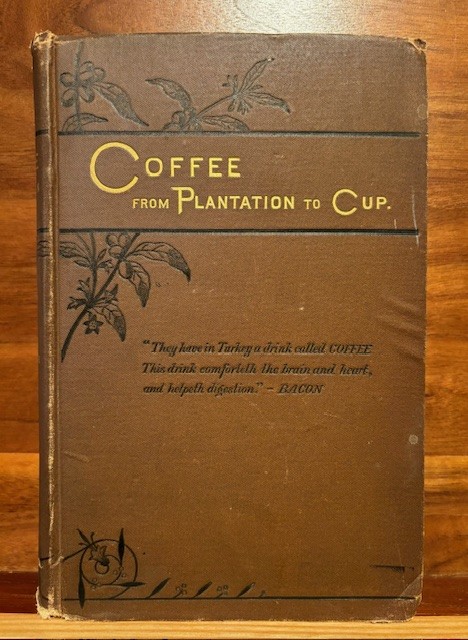 COFFEE
FROM PLANTATION TO CUP.
"They have in Turkey a drink called COFFEE
This drink comforteth the brain and heart,
and helpeth digestion." – BACON